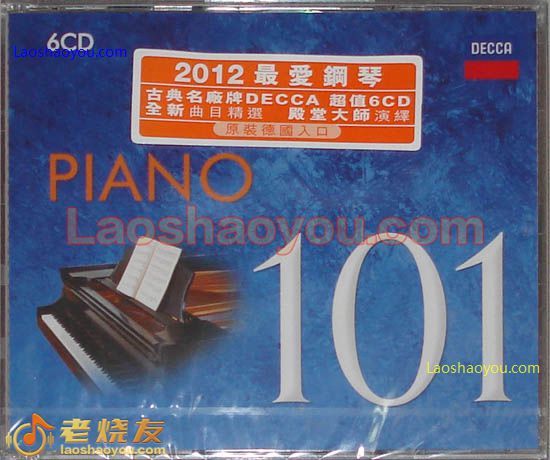 Laoshaoyou.com
6CD
DECCA
2012 最愛鋼琴
古典名廠牌DECCA 超值6CD
全新曲目精選 殿堂大師演繹
原裝德國入口
PIANO
Laoshaoyou.com
101
Laoshaoyou.com
老烧友
laoshaoyou.com